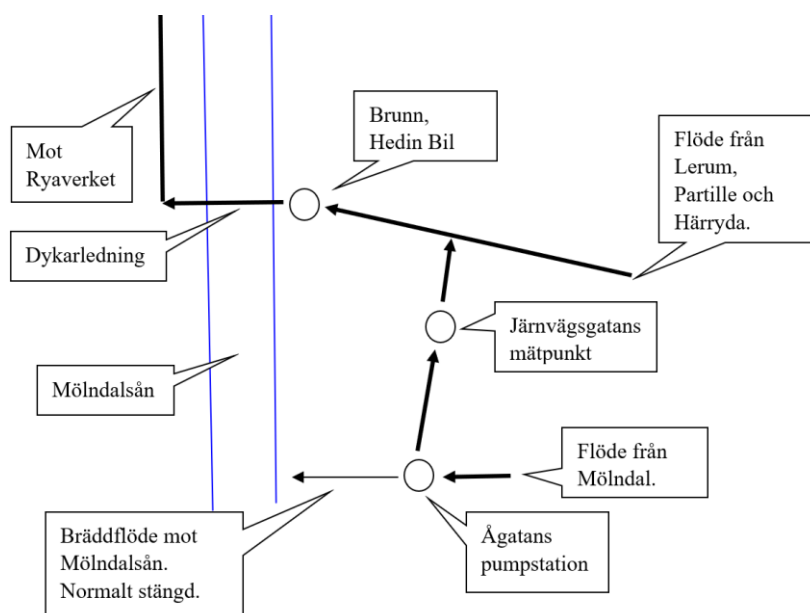 Brunn,
Hedin Bil
Flöde från
Lerum,
Partille och
Härryda.
Mot
Ryaverket
Dykarledning
Järnvägsgatans
mätpunkt
Mölndalsån
Flöde från
Mölndal.
Bräddflöde mot
Mölndalsån.
Normalt stängd.
Ågatans
pumpstation